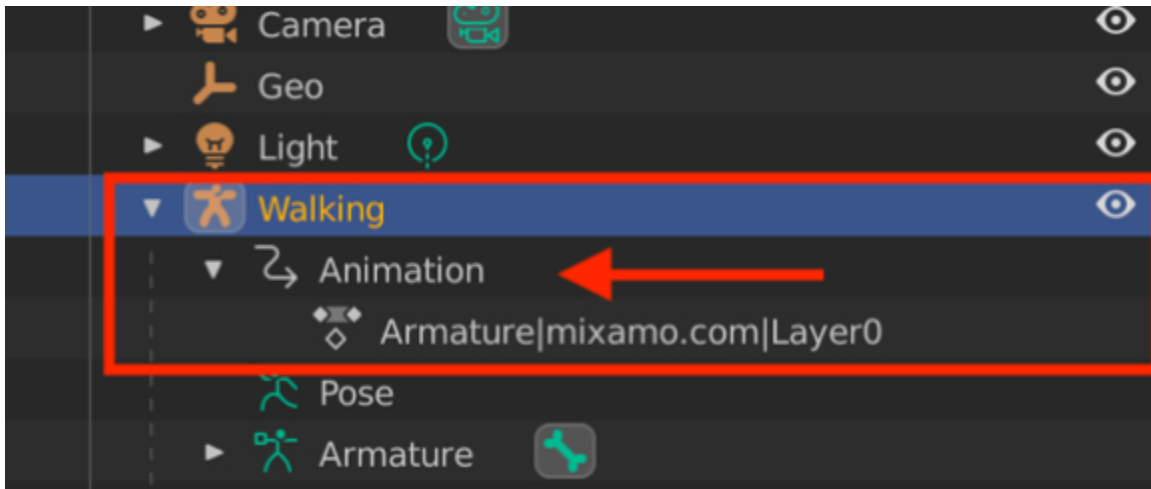 Camera
Geo
Light
Walking
Animation
Armature|mixamo.com|Layer0
Pose
Armature